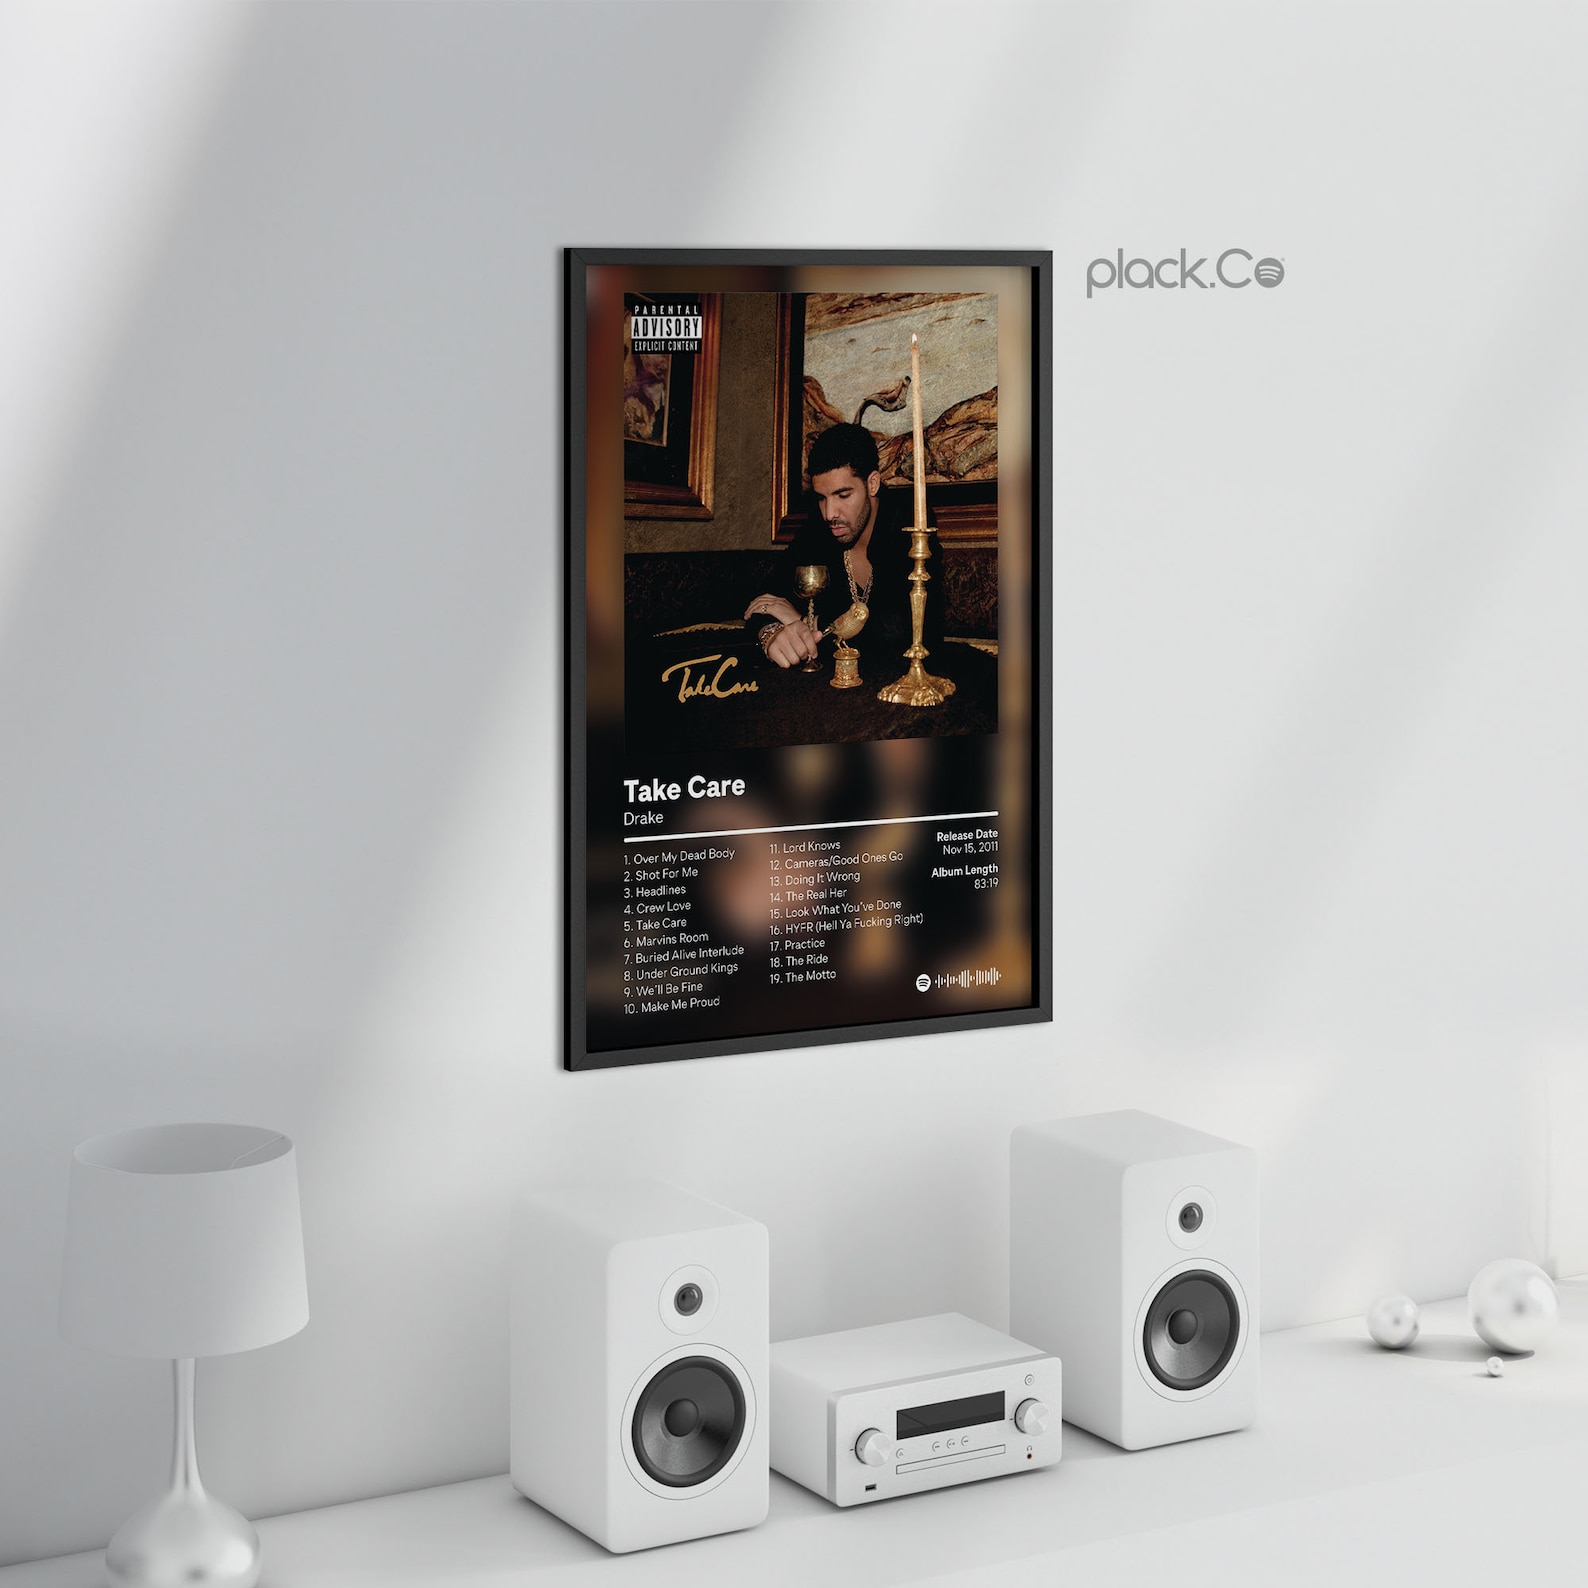 plack.Co
PARENTAL
ADVISORY
EXPLICIT CONTENT
Take Care
Take Care
Drake
1. Over My Dead Body
2. Shot For Me
3. Headlines
4. Crew Love
5. Take Care
6. Marvins Room
7. Buried Alive Interlude
8. Under Ground Kings
9. We'll Be Fine
10. Make Me Proud
11. Lord Knows
12. Cameras/Good Ones Go
13. Doing It Wrong
14. The Real Her
15. Look What You've Done
16. HYFR (Hell Ya Fucking Right)
17. Practice
18. The Ride
19. The Motto
Release Date
Nov 15, 2011
Album Length
83:19